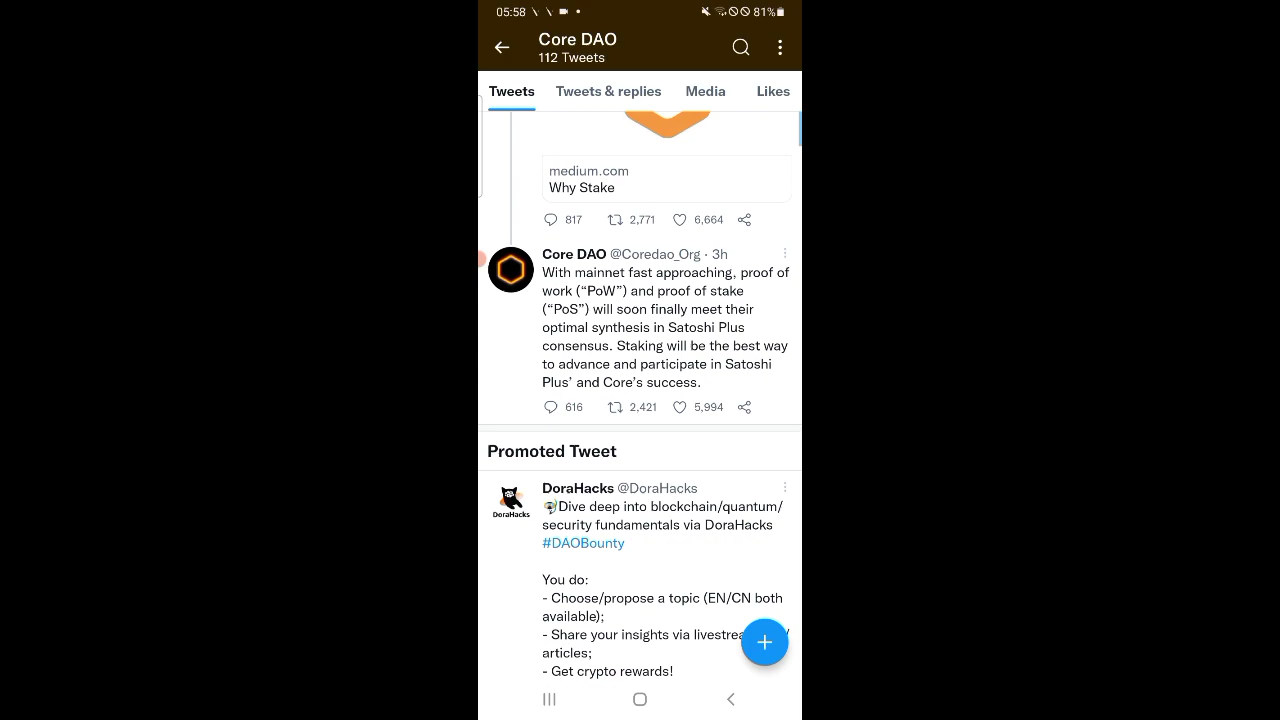 05:58
81%
Core DAO
112 Tweets
Tweets Tweets & replies Media Likes
medium.com
Why Stake
817 2,771 6,664
Core DAO @Coredao_Org · 3h
With mainnet fast approaching, proof of
work (“PoW”) and proof of stake
(“PoS”) will soon finally meet their
optimal synthesis in Satoshi Plus
consensus. Staking will be the best way
to advance and participate in Satoshi
Plus’ and Core’s success.
616 2,421 5,994
Promoted Tweet
DoraHacks @DoraHacks
DoraHacks
Dive deep into blockchain/quantum/
security fundamentals via DoraHacks
#DAOBounty
You do:
- Choose/propose a topic (EN/CN both
available);
- Share your insights via
articles;
- Get crypto rewards!